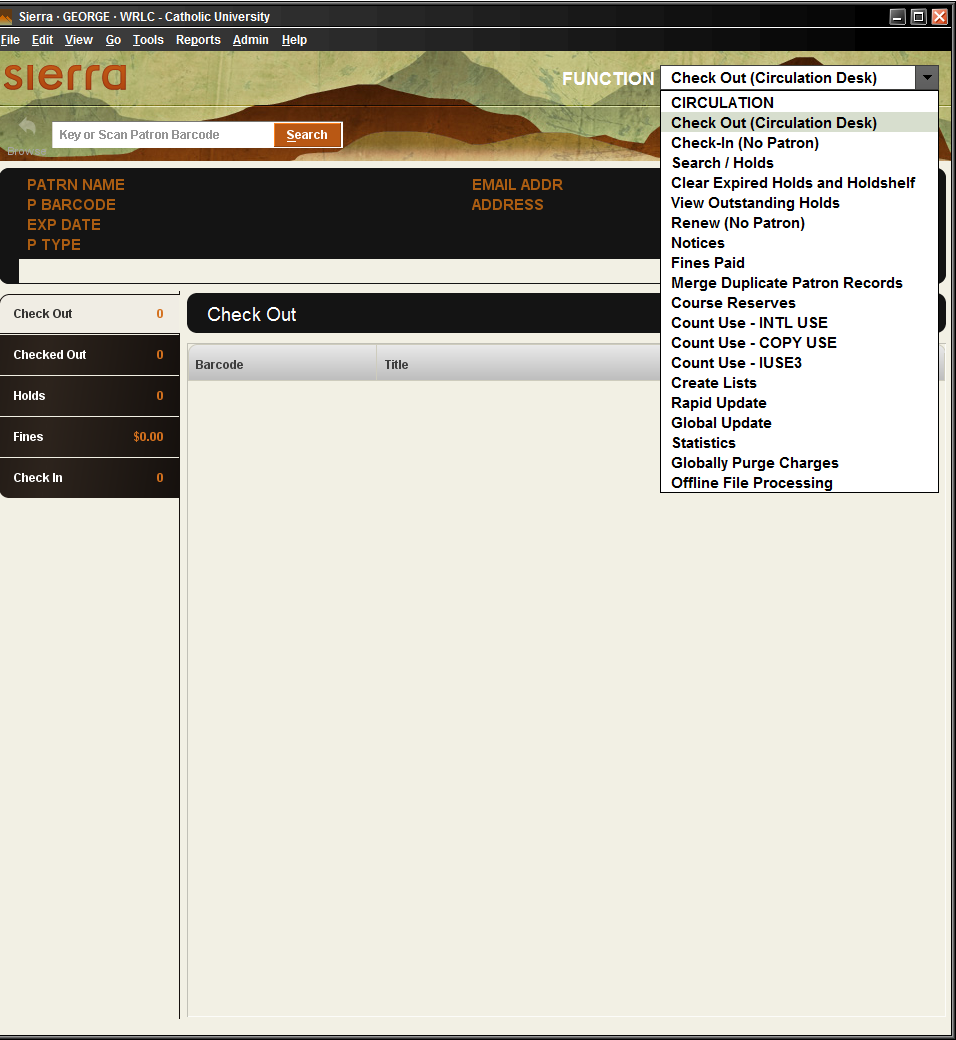 Sierra · GEORGE · WRLC - Catholic University
File Edit View Go Tools Reports Admin Help
sierra
FUNCTION Check Out (Circulation Desk)
Key or Scan Patron Barcode Search
CIRCULATION
Check Out (Circulation Desk)
Check-In (No Patron)
Search / Holds
Clear Expired Holds and Holdshelf
View Outstanding Holds
Renew (No Patron)
Notices
Fines Paid
Merge Duplicate Patron Records
Course Reserves
Count Use - INTL USE
Count Use - COPY USE
Count Use - IUSE3
Create Lists
Rapid Update
Global Update
Statistics
Globally Purge Charges
Offline File Processing
PATRN NAME EMAIL ADDR
P BARCODE ADDRESS
EXP DATE
P TYPE
Check Out 0
Checked Out 0
Holds 0
Fines $0.00
Check In 0
Check Out
Barcode Title